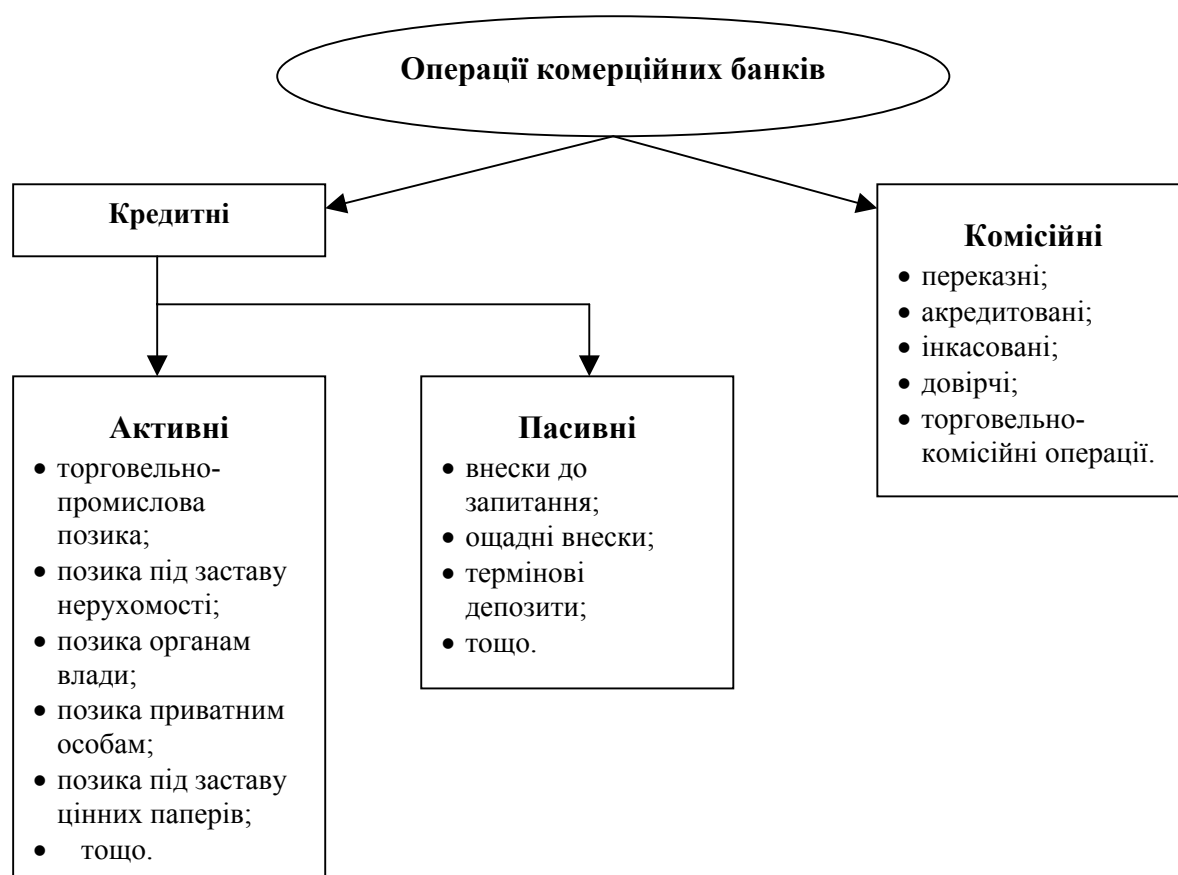 Операції комерційних банків
Кредитні
Комісійні
• переказні;
• акредитовані;
• інкасовані;
• довірчі;
• торговельно-
комісійні операції.
Активні
• торговельно-
промислова
позика;
• позика під заставу
нерухомості;
• позика органам
влади;
• позика приватним
особам;
• позика під заставу
цінних паперів;
• тощо.
Пасивні
• внески до
запитання;
• ощадні внески;
• термінові
депозити;
• тощо.